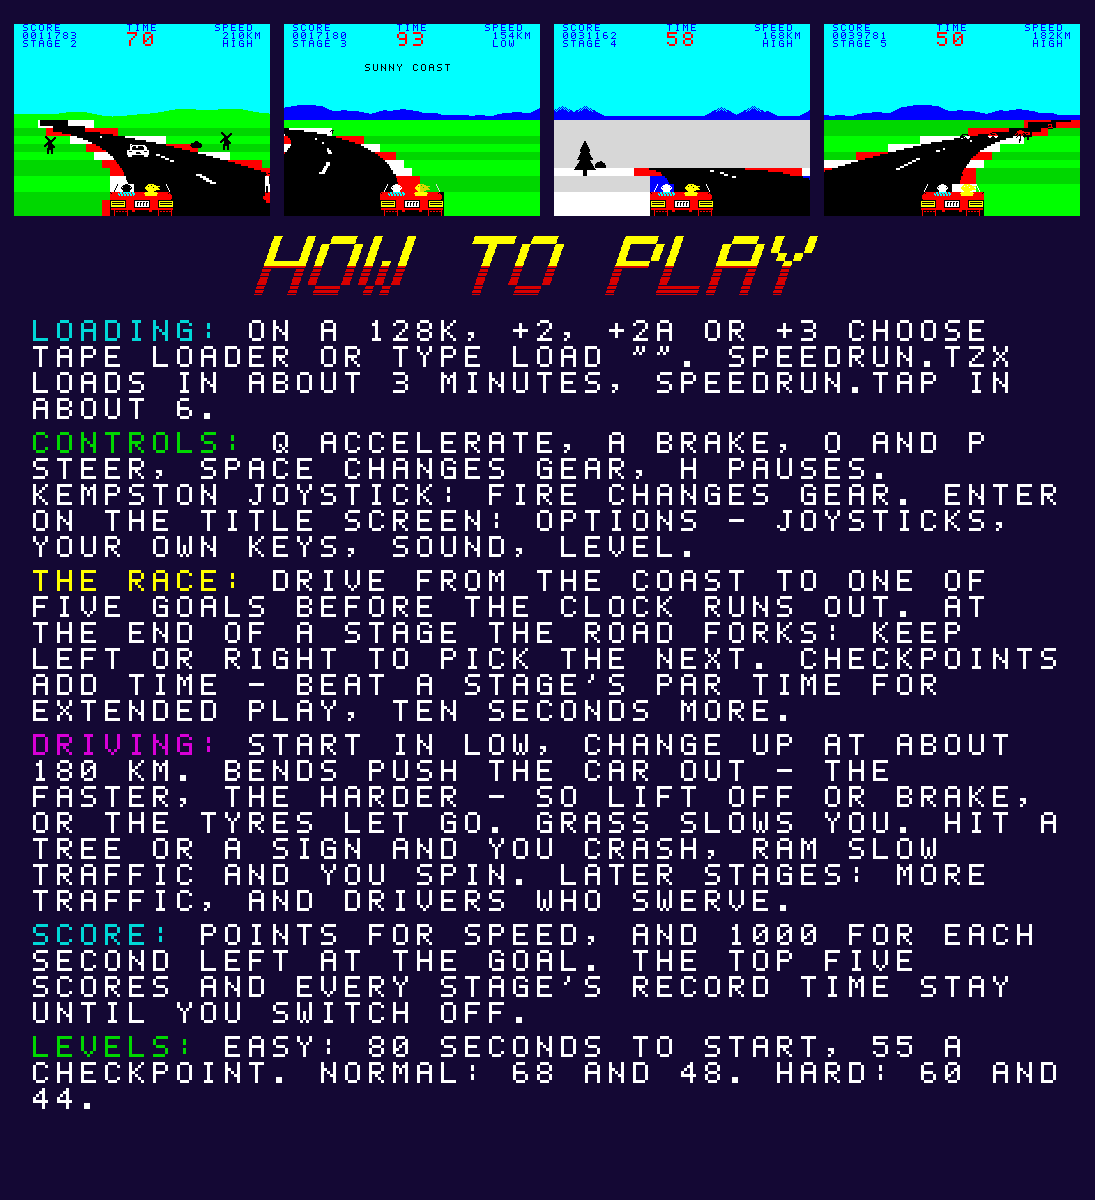 SCORE TIME SPEED
0011783 70 210KM
STAGE 2 HIGH
SCORE TIME SPEED
0017180 93 154KM
STAGE 3 LOW
SUNNY COAST
SCORE TIME SPEED
0031162 58 168KM
STAGE 4 HIGH
SCORE TIME SPEED
0039781 50 182KM
STAGE 5 HIGH
HOW TO PLAY
LOADING: ON A 128K, +2, +2A OR +3 CHOOSE
TAPE LOADER OR TYPE LOAD "". SPEEDRUN.TZX
LOADS IN ABOUT 3 MINUTES, SPEEDRUN.TAP IN
ABOUT 6.
CONTROLS: Q ACCELERATE, A BRAKE, O AND P
STEER, SPACE CHANGES GEAR, H PAUSES.
KEMPSTON JOYSTICK: FIRE CHANGES GEAR. ENTER
ON THE TITLE SCREEN: OPTIONS - JOYSTICKS,
YOUR OWN KEYS, SOUND, LEVEL.
THE RACE: DRIVE FROM THE COAST TO ONE OF
FIVE GOALS BEFORE THE CLOCK RUNS OUT. AT
THE END OF A STAGE THE ROAD FORKS: KEEP
LEFT OR RIGHT TO PICK THE NEXT. CHECKPOINTS
ADD TIME - BEAT A STAGE'S PAR TIME FOR
EXTENDED PLAY, TEN SECONDS MORE.
DRIVING: START IN LOW, CHANGE UP AT ABOUT
180 KM. BENDS PUSH THE CAR OUT - THE
FASTER, THE HARDER - SO LIFT OFF OR BRAKE,
OR THE TYRES LET GO. GRASS SLOWS YOU. HIT A
TREE OR A SIGN AND YOU CRASH, RAM SLOW
TRAFFIC AND YOU SPIN. LATER STAGES: MORE
TRAFFIC, AND DRIVERS WHO SWERVE.
SCORE: POINTS FOR SPEED, AND 1000 FOR EACH
SECOND LEFT AT THE GOAL. THE TOP FIVE
SCORES AND EVERY STAGE'S RECORD TIME STAY
UNTIL YOU SWITCH OFF.
LEVELS: EASY: 80 SECONDS TO START, 55 A
CHECKPOINT. NORMAL: 68 AND 48. HARD: 60 AND
44.